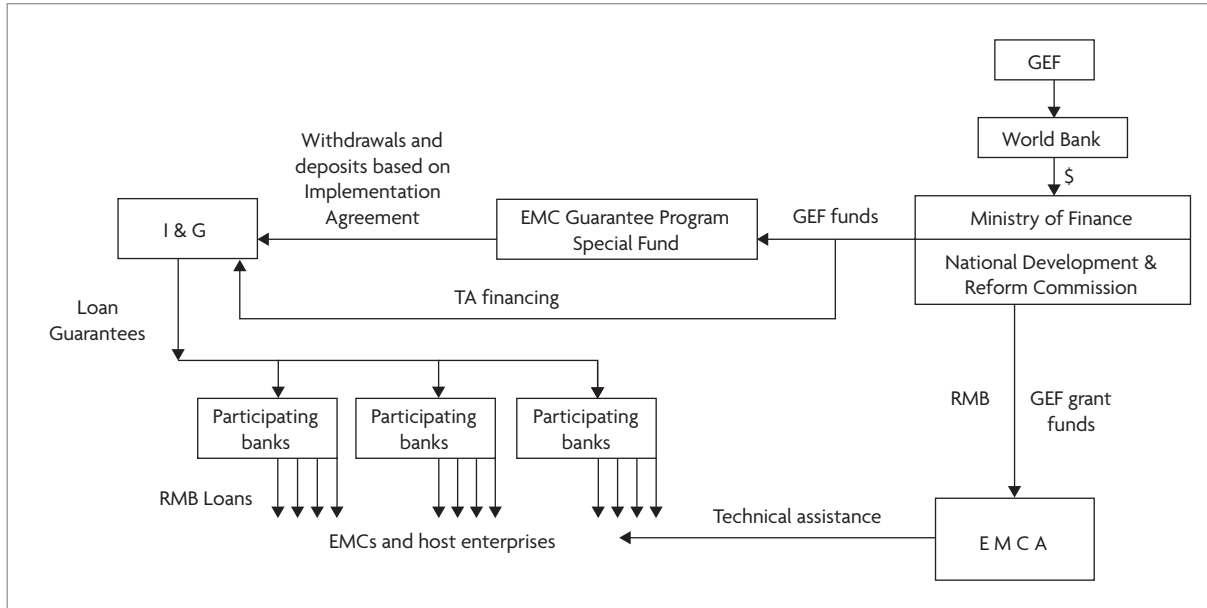 GEF
World Bank
$
Withdrawals and
deposits based on
Implementation
Agreement
I & G
EMC Guarantee Program
Special Fund
GEF funds
Ministry of Finance
National Development &
Reform Commission
TA financing
Loan
Guarantees
Participating
banks
Participating
banks
Participating
banks
RMB
GEF grant
funds
RMB Loans
EMCs and host enterprises
Technical assistance
E M C A